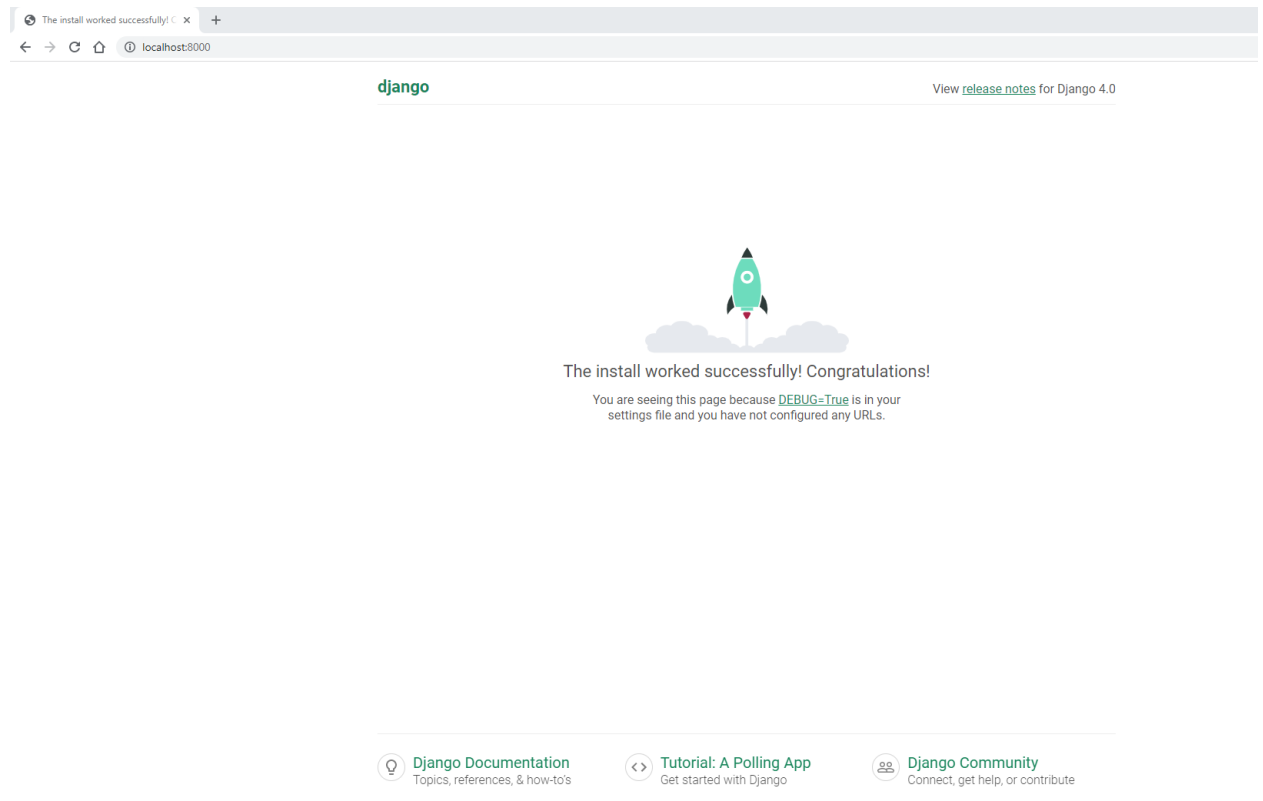 The install worked successfully! C
localhost:8000
django
View release notes for Django 4.0
The install worked successfully! Congratulations!
You are seeing this page because DEBUG=True is in your
settings file and you have not configured any URLs.
Django Documentation
Topics, references, & how-to's
Tutorial: A Polling App
Get started with Django
Django Community
Connect, get help, or contribute